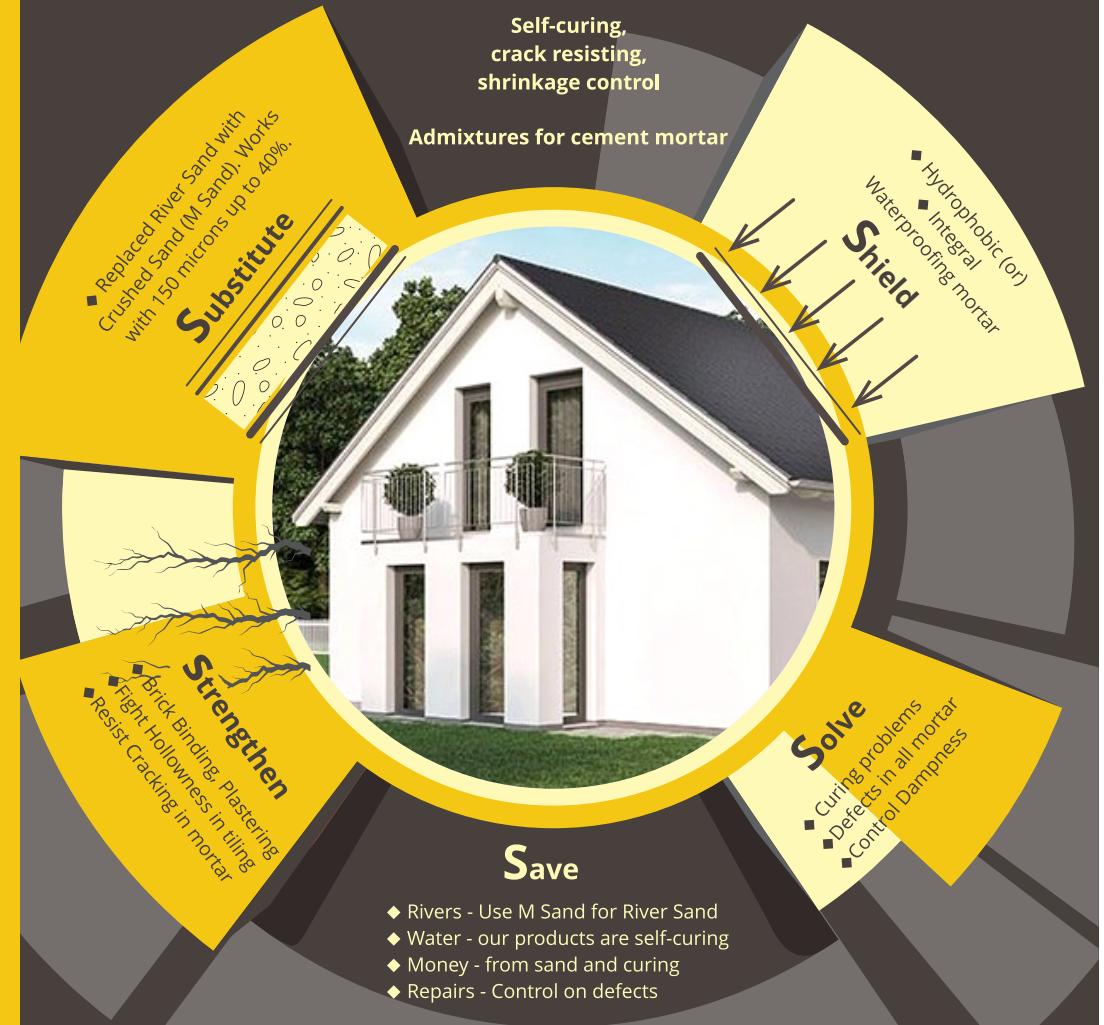 Self-curing,
crack resisting,
shrinkage control
Admixtures for cement mortar
◆ Replaced River Sand with
Crushed Sand (M Sand). Works
with 150 microns up to 40%.
Substitute
◆ Hydrophobic (or)
◆ Integral
Waterproofing mortar
Shield
Strengthen
◆ Brick Binding, Plastering
◆ Fight Hollowness in tiling
◆ Resist Cracking in mortar
Solve
◆ Curing problems
◆ Defects in all mortar
◆ Control Dampness
Save
◆ Rivers - Use M Sand for River Sand
◆ Water - our products are self-curing
◆ Money - from sand and curing
◆ Repairs - Control on defects